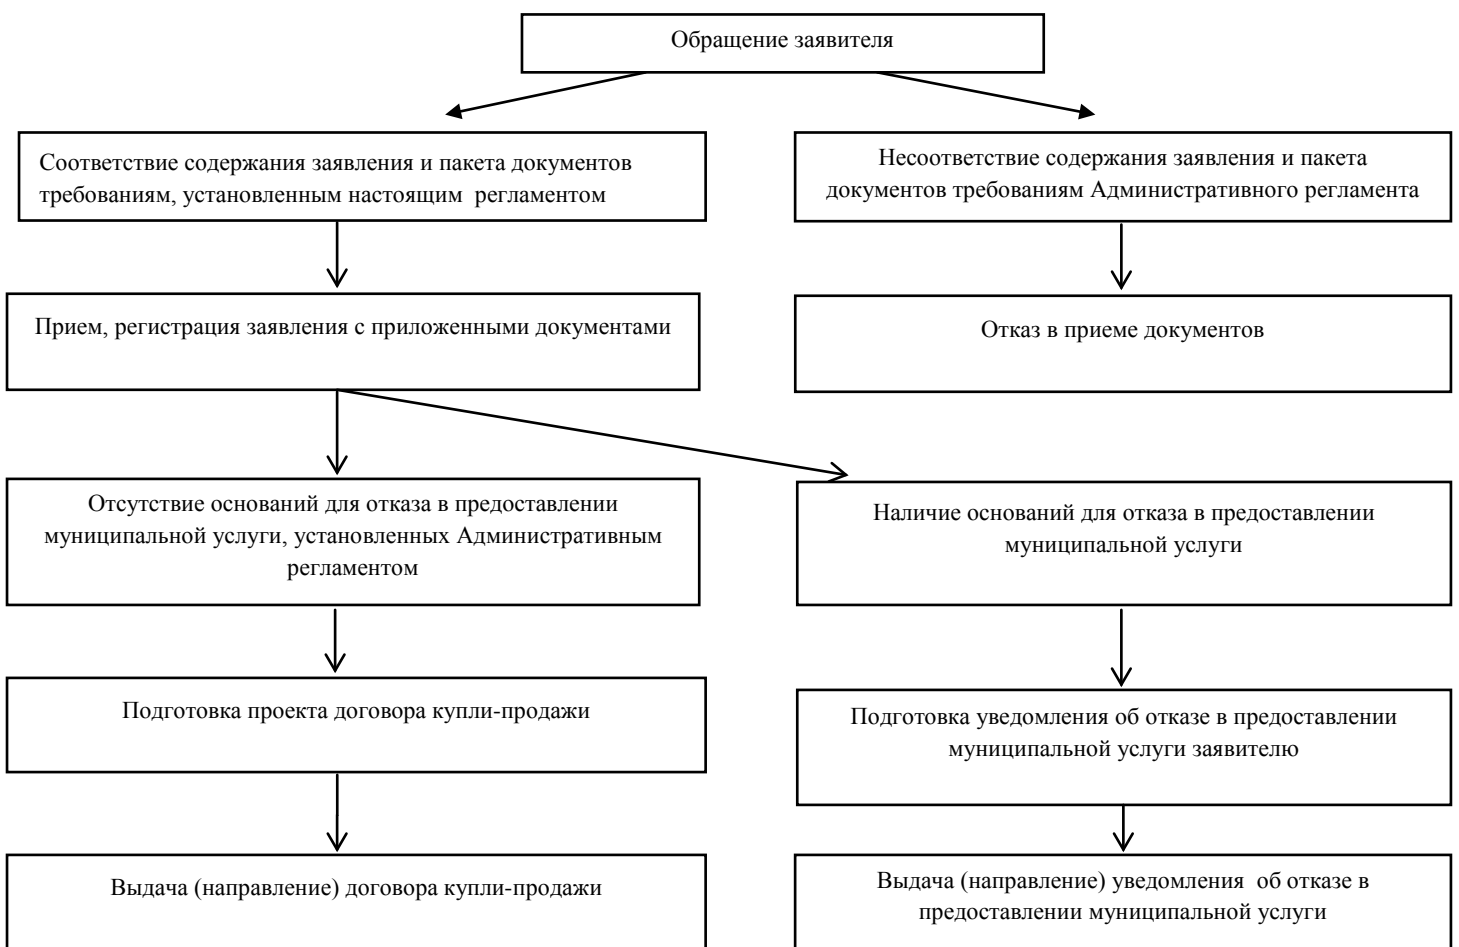 Обращение заявителя
Соответствие содержания заявления и пакета документов
требованиям, установленным настоящим  регламентом
Несоответствие содержания заявления и пакета
документов требованиям Административного регламента
Прием, регистрация заявления с приложенными документами
Отказ в приеме документов
Отсутствие оснований для отказа в предоставлении
муниципальной услуги, установленных Административным
регламентом
Наличие оснований для отказа в предоставлении
муниципальной услуги
Подготовка проекта договора купли-продажи
Подготовка уведомления об отказе в предоставлении
муниципальной услуги заявителю
Выдача (направление) договора купли-продажи
Выдача (направление) уведомления  об отказе в
предоставлении муниципальной услуги